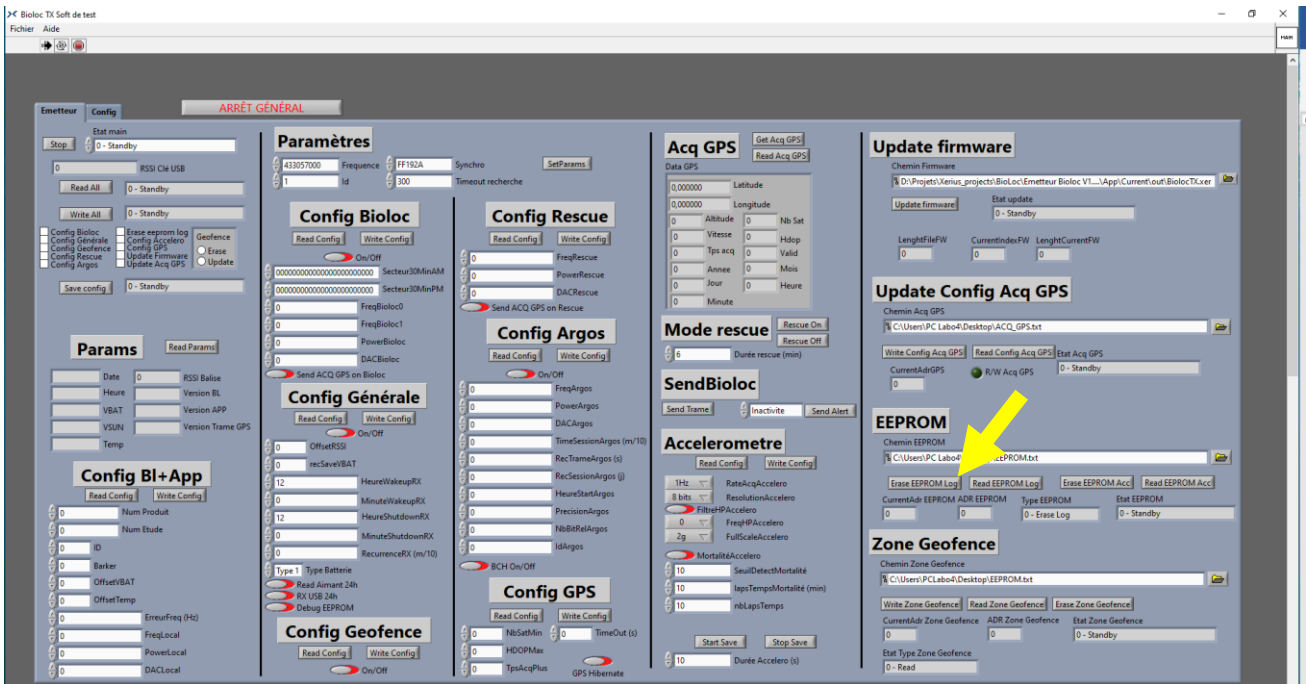 Bioloc TX Soft de test
Fichier Aide
MAIN
Emetteur Config
ARRÊT GÉNÉRAL
Etat main
Stop 0 - Standby
0 RSSI Clé USB
Read All 0 - Standby
Write All 0 - Standby
Config Bioloc
Config Générale
Config Geofence
Config Rescue
Config Argos
Erase eeprom log
Config Accelero
Config GPS
Update Firmware
Update Acq GPS
Geofence
Erase
Update
Save config 0 - Standby
Params Read Params
Date 0 RSSI Balise
Heure Version BL
VBAT Version APP
VSUN Version Trame GPS
Temp
Config Bl+App
Read Config Write Config
0 Num Produit
0 Num Etude
0 ID
0 Barker
0 OffsetVBAT
0 OffsetTemp
0 ErreurFreq (Hz)
0 FreqLocal
0 PowerLocal
0 DACLocal
Paramètres
433057000 Frequence FF192A Synchro SetParams
1 Id 300 Timeout recherche
Config Bioloc
Read Config Write Config
On/Off
Secteur30MinAM
Secteur30MinPM
0 FreqBioloc0
0 FreqBioloc1
0 PowerBioloc
0 DACBioloc
Send ACQ GPS on Bioloc
Config Générale
Read Config Write Config
On/Off
0 OffsetRSSI
0 recSaveVBAT
12 HeureWakeupRX
0 MinuteWakeupRX
12 HeureShutdownRX
0 MinuteShutdownRX
0 RecurrenceRX (m/10)
Type 1 Type Batterie
Read Aimant 24h
RX USB 24h
Debug EEPROM
Config Geofence
Read Config Write Config
On/Off
Config Rescue
Read Config Write Config
0 FreqRescue
0 PowerRescue
0 DACRescue
Send ACQ GPS on Rescue
Config Argos
Read Config Write Config
On/Off
0 FreqArgos
0 PowerArgos
0 DACArgos
0 TimeSessionArgos (m/10)
0 RecTrameArgos (s)
0 RecSessionArgos (j)
0 HeureStartArgos
0 PrecisionArgos
0 NbBitRelArgos
0 IdArgos
BCH On/Off
Config GPS
Read Config Write Config
0 NbSatMin 0 TimeOut (s)
0 HDOPMax
0 TpsAcqPlus GPS Hibernate
Acq GPS Get Acq GPS
Read Acq GPS
Data GPS
0,000000 Latitude
0,000000 Longitude
0 Altitude 0 Nb Sat
0 Vitesse 0 Hdop
0 Tps acq 0 Valid
0 Annee 0 Mois
0 Jour 0 Heure
0 Minute
Mode rescue Rescue On
Rescue Off
6 Durée rescue (min)
SendBioloc
Send Trame Inactivite Send Alert
Accelerometre
Read Config Write Config
1Hz RateAcqAccelero
8 bits ResolutionAccelero
FiltreHPAccelero
0 FreqHPAccelero
2g FullScaleAccelero
MortalitéAccelero
10 SeuilDetectMortalité
10 lapsTempsMortalité (min)
10 nbLapsTemps
Start Save Stop Save
10 Durée Accelero (s)
Update firmware
Chemin Firmware
D:\Projets\Xerius_projects\BioLoc\Emetteur Bioloc V1....\App\Current\out\BiolocTX.xer
Update firmware Etat update
0 - Standby
LenghtFileFW CurrentIndexFW LenghtCurrentFW
0 0 0
Update Config Acq GPS
Chemin Acq GPS
C:\Users\PC Labo4\Desktop\ACQ_GPS.txt
Write Config Acq GPS Read Config Acq GPS Etat Acq GPS
CurrentAdrGPS R/W Acq GPS 0 - Standby
0
EEPROM
Chemin EEPROM
C:\Users\PC Labo4\ EEPROM.txt
Erase EEPROM Log Read EEPROM Log Erase EEPROM Acc Read EEPROM Acc
CurrentAdr EEPROM ADR EEPROM Type EEPROM Etat EEPROM
0 0 0 - Erase Log 0 - Standby
Zone Geofence
Chemin Zone Geofence
C:\Users\PCLabo4\Desktop\EEPROM.txt
Write Zone Geofence Read Zone Geofence Erase Zone Geofence
CurrentAdr Zone Geofence ADR Zone Geofence Etat Zone Geofence
0 0 0 - Standby
Etat Type Zone Geofence
0 - Read